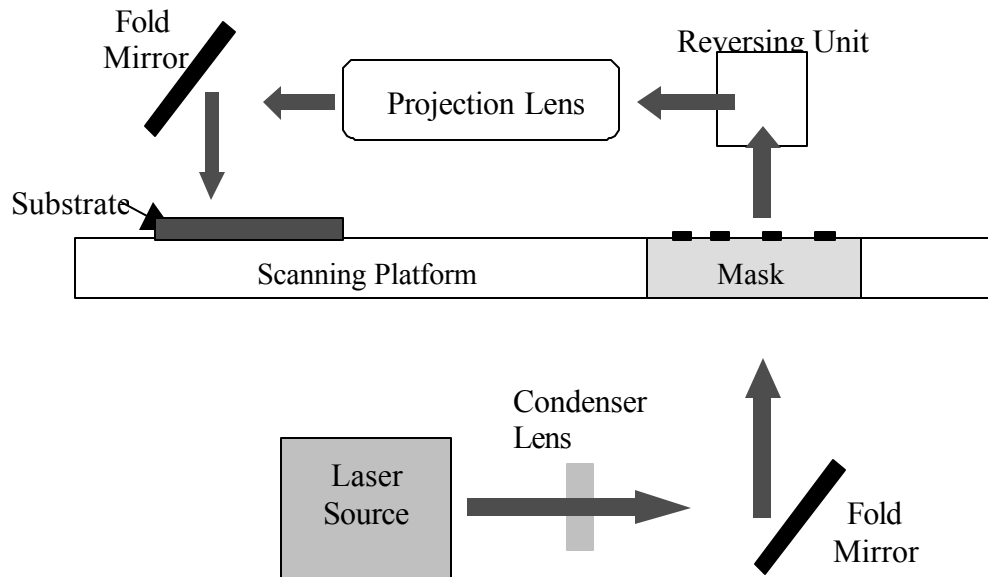 Fold
Mirror
Reversing Unit
Projection Lens
Substrate
Scanning Platform
Mask
Condenser
Lens
Laser
Source
Fold
Mirror